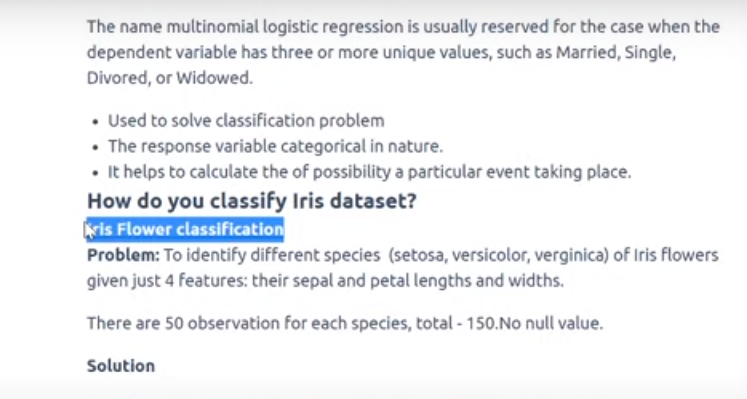 The name multinomial logistic regression is usually reserved for the case when the
dependent variable has three or more unique values, such as Married, Single,
Divored, or Widowed.
• Used to solve classification problem
• The response variable categorical in nature.
• It helps to calculate the of possibility a particular event taking place.
How do you classify Iris dataset?
Iris Flower classification
Problem: To identify different species (setosa, versicolor, verginica) of Iris flowers
given just 4 features: their sepal and petal lengths and widths.
There are 50 observation for each species, total - 150.No null value.
Solution